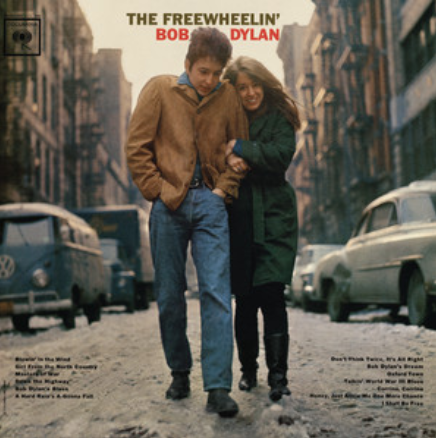 THE FREEWHEELIN'
BOB DYLAN
Blowin' in the Wind
Girl From the North Country
Masters of War
Down the Highway
Bob Dylan's Blues
A Hard Rain's A-Gonna Fall
Don't Think Twice, It's All Right
Bob Dylan's Dream
Oxford Town
Talkin' World War III Blues
Corrina, Corrina
Honey, Just Allow Me One More Chance
I Shall Be Free